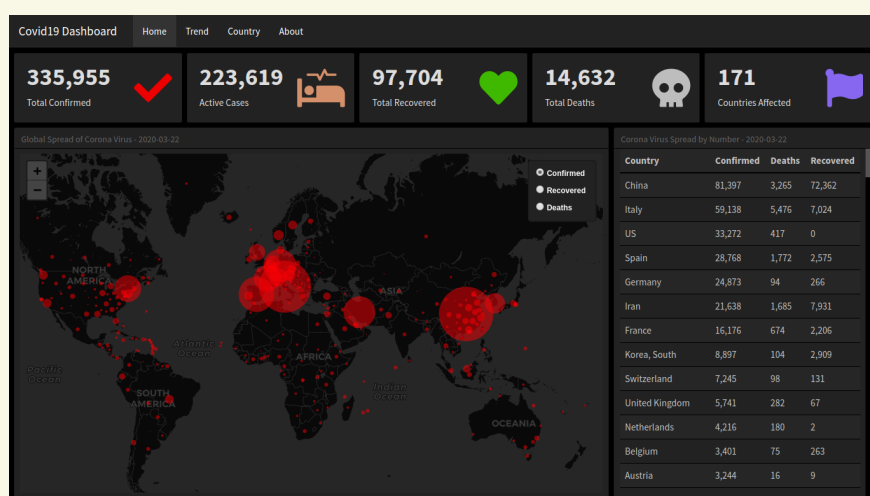 Covid19 Dashboard Home Trend Country About
335,955 223,619 97,704 14,632 171
Total Confirmed Active Cases Total Recovered Total Deaths Countries Affected
Global Spread of Corona Virus - 2020-03-22
+
−
Confirmed
Recovered
Deaths
NORTH
AMERICA
ASIA
Atlantic
Ocean
AFRICA
Pacific
Ocean
Indian
Ocean
SOUTH
AMERICA
OCEANIA
Corona Virus Spread by Number - 2020-03-22
Country Confirmed Deaths Recovered
China 81,397 3,265 72,362
Italy 59,138 5,476 7,024
US 33,272 417 0
Spain 28,768 1,772 2,575
Germany 24,873 94 266
Iran 21,638 1,685 7,931
France 16,176 674 2,206
Korea, South 8,897 104 2,909
Switzerland 7,245 98 131
United Kingdom 5,741 282 67
Netherlands 4,216 180 2
Belgium 3,401 75 263
Austria 3,244 16 9